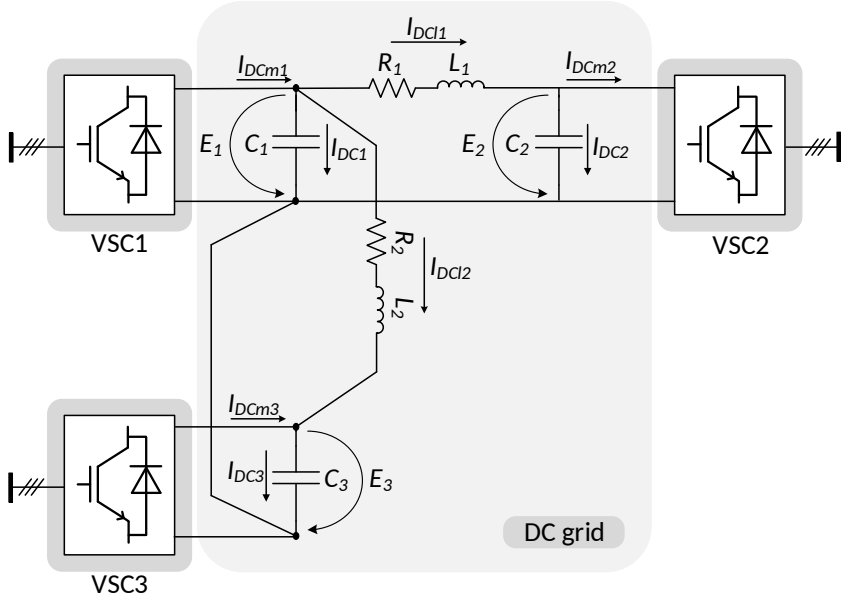 I_DCl1
I_DCm1 R_1 L_1 I_DCm2
E_1 C_1 I_DC1 E_2 C_2 I_DC2
VSC1 VSC2
R_2 I_DCl2
L_2
I_DCm3
I_DC3 C_3 E_3
DC grid
VSC3